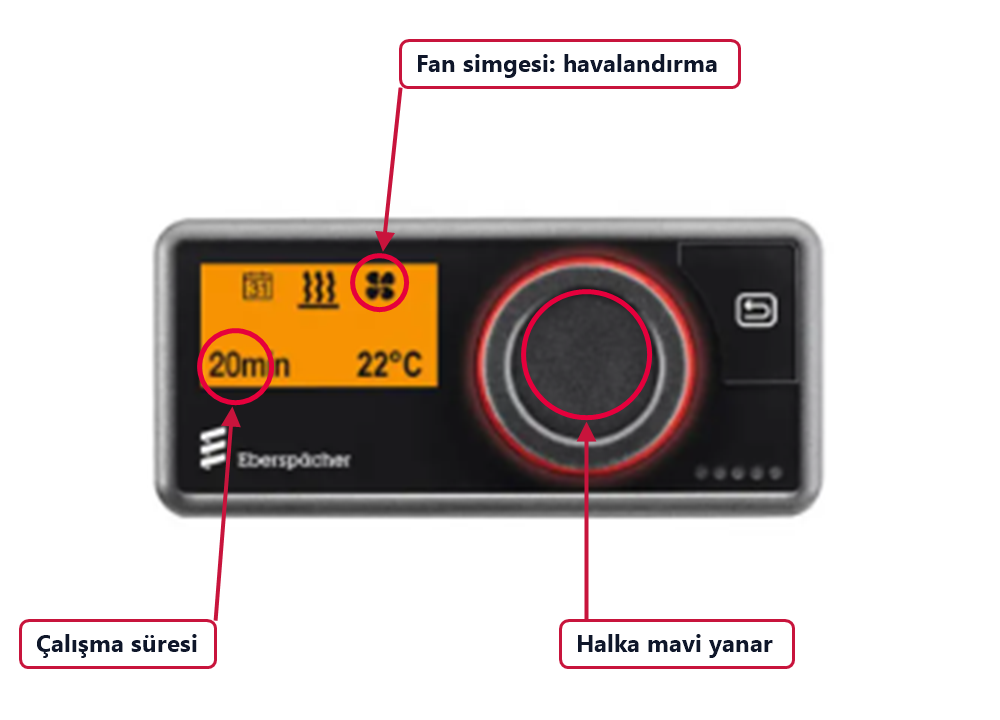 Fan simgesi: havalandırma
31
20min 22°C
Eberspächer
Çalışma süresi
Halka mavi yanar